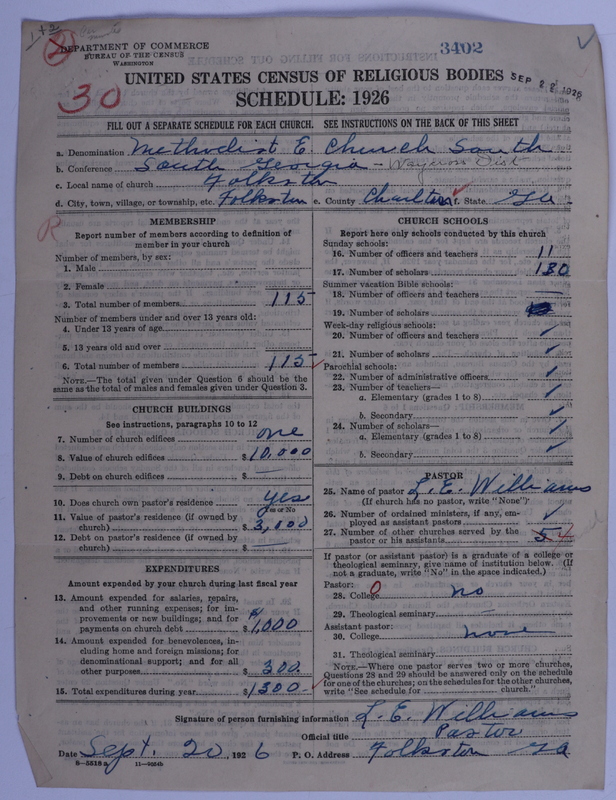 1+2
DEPARTMENT OF COMMERCE
BUREAU OF THE CENSUS
WASHINGTON
3402
SEP 22 1926
UNITED STATES CENSUS OF RELIGIOUS BODIES
30
SCHEDULE: 1926
FILL OUT A SEPARATE SCHEDULE FOR EACH CHURCH. SEE INSTRUCTIONS ON THE BACK OF THIS SHEET
a. Denomination Methodist E. Church South
b. Conference South Georgia - Waycross Dist
c. Local name of church Folkston
d. City, town, village, or township, etc. Folkston e. County Charlton f. State Ga
MEMBERSHIP
Report number of members according to definition of
member in your church
Number of members, by sex:
1. Male
2. Female
3. Total number of members 115
Number of members under and over 13 years old:
4. Under 13 years of age
5. 13 years old and over
6. Total number of members 115
NOTE.—The total given under Question 6 should be
same as the total of males and females given under Question 3.
CHURCH BUILDINGS
See instructions, paragraphs 10 to 12
7. Number of church edifices one
8. Value of church edifices $10,000
9. Debt on church edifices $ —
10. Does church own pastor's residence yes
Yes or No
11. Value of pastor's residence (if owned by
church) $3,000
12. Debt on pastor's residence (if owned by
church) $ —
EXPENDITURES
Amount expended by your church during last fiscal year
13. Amount expended for salaries, repairs,
and other running expenses; for im-
provements or new buildings; and for
payments on church debt $1,000
14. Amount expended for benevolences, in-
cluding home and foreign missions; for
denominational support; and for all
other purposes $300.
15. Total expenditures during year $1300-
CHURCH SCHOOLS
Report here only schools conducted by this church
Sunday schools:
16. Number of officers and teachers 11
17. Number of scholars 180
Summer vacation Bible schools:
18. Number of officers and teachers —
19. Number of scholars
Week-day religious schools:
20. Number of officers and teachers ✓
21. Number of scholars ✓
Parochial schools:
22. Number of administrative officers ✓
23. Number of teachers—
a. Elementary (grades 1 to 8) ✓
b. Secondary ✓
24. Number of scholars—
a. Elementary (grades 1 to 8) ✓
b. Secondary ✓
PASTOR
25. Name of pastor L. E. Williams
(If church has no pastor, write "None")
26. Number of ordained ministers, if any, em-
ployed as assistant pastors ✓
27. Number of other churches served by the
pastor or his assistants 5 4
If pastor (or assistant pastor) is a graduate of a college or
theological seminary, give name of institution below. (If
not a graduate, write "No" in the space indicated.)
Pastor:
28. College 0 no
29. Theological seminary —
Assistant pastor:
30. College none
31. Theological seminary
NOTE.—Where one pastor serves two or more churches,
Questions 28 and 29 should be answered only on the schedule
for one of the churches; on the schedules for the other churches,
write "See schedule for church."
Signature of person furnishing information L. E. Williams
Official title Pastor
Date Sept. 20, 1926 P. O. Address Folkston Ga
8—5518a 11—9554b